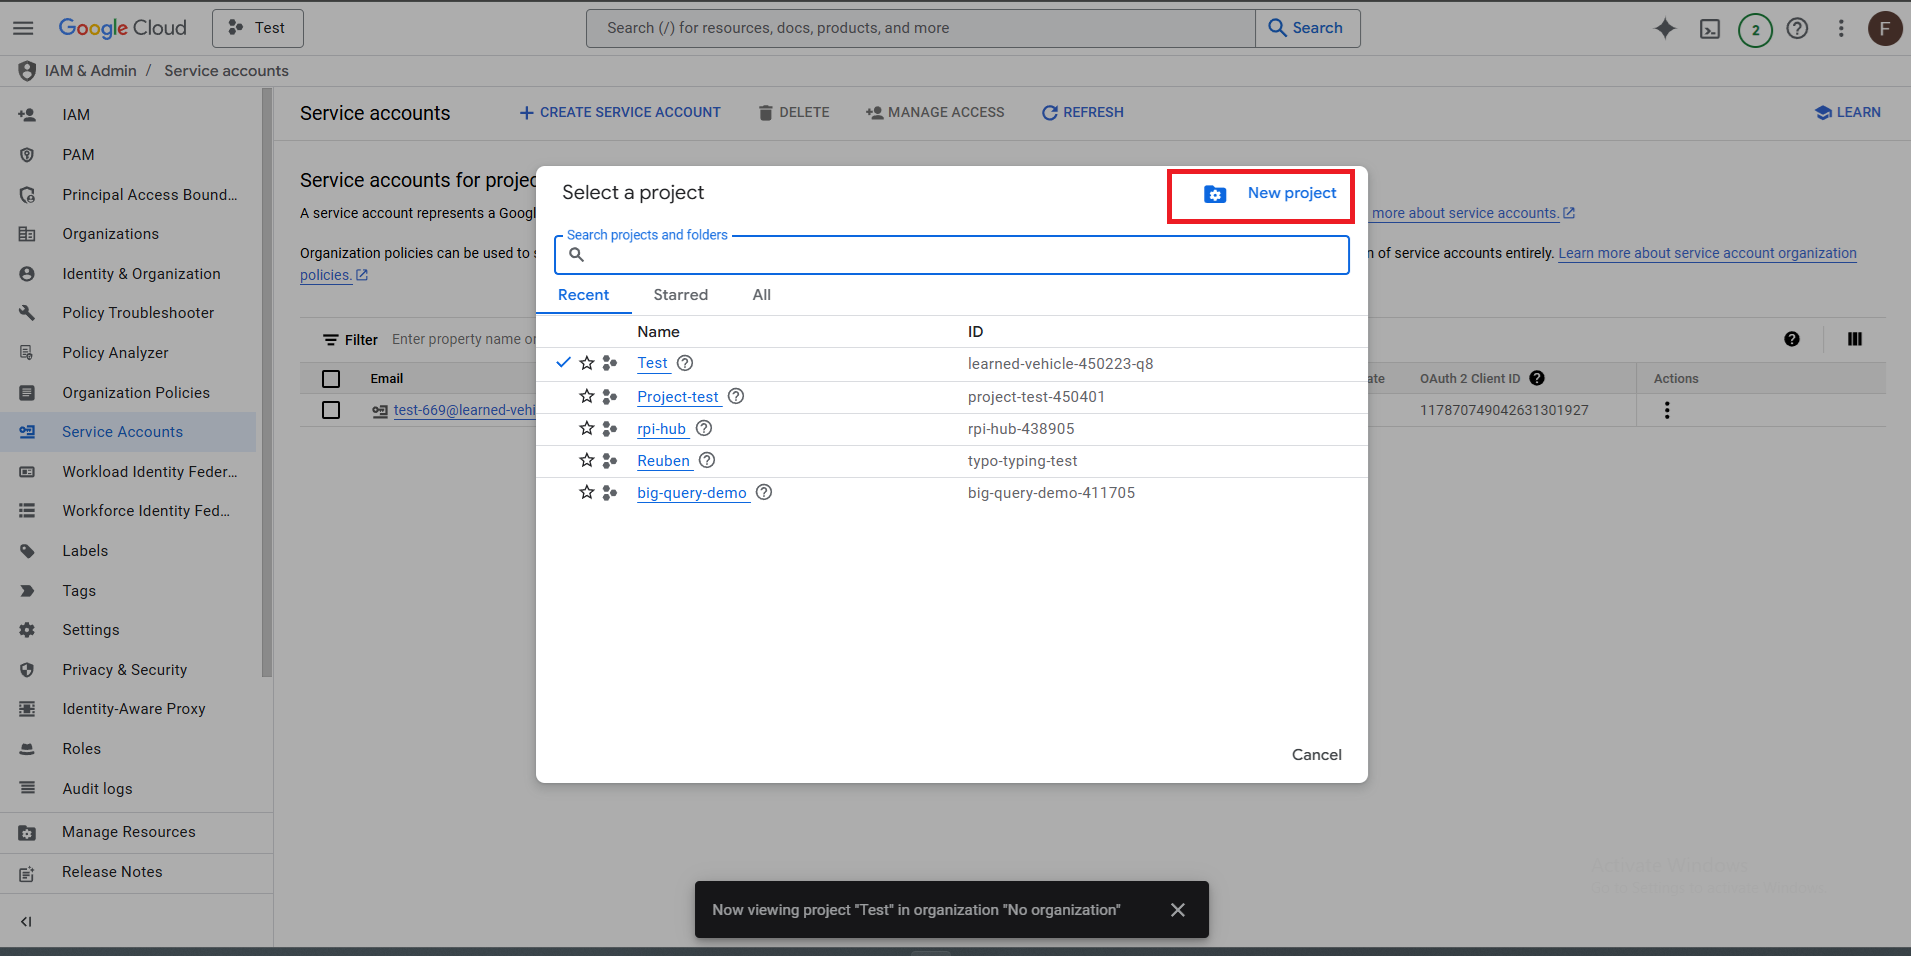 Google Cloud
Test
Search (/) for resources, docs, products, and more
Search
2
F
IAM & Admin / Service accounts
IAM
PAM
Principal Access Bound...
Organizations
Identity & Organization
Policy Troubleshooter
Policy Analyzer
Organization Policies
Service Accounts
Workload Identity Feder...
Workforce Identity Fed...
Labels
Tags
Settings
Privacy & Security
Identity-Aware Proxy
Roles
Audit logs
Manage Resources
Release Notes
Service accounts
CREATE SERVICE ACCOUNT
DELETE
MANAGE ACCESS
REFRESH
LEARN
Service accounts for projec
A service account represents a Googl
more about service accounts.
Organization policies can be used to s
n of service accounts entirely. Learn more about service account organization
policies.
Filter Enter property name or
Email
ate
OAuth 2 Client ID
Actions
test-669@learned-vehi
117870749042631301927
Select a project
New project
Search projects and folders
Recent
Starred
All
Name
ID
Test
learned-vehicle-450223-q8
Project-test
project-test-450401
rpi-hub
rpi-hub-438905
Reuben
typo-typing-test
big-query-demo
big-query-demo-411705
Cancel
Now viewing project "Test" in organization "No organization"
Activate Windows